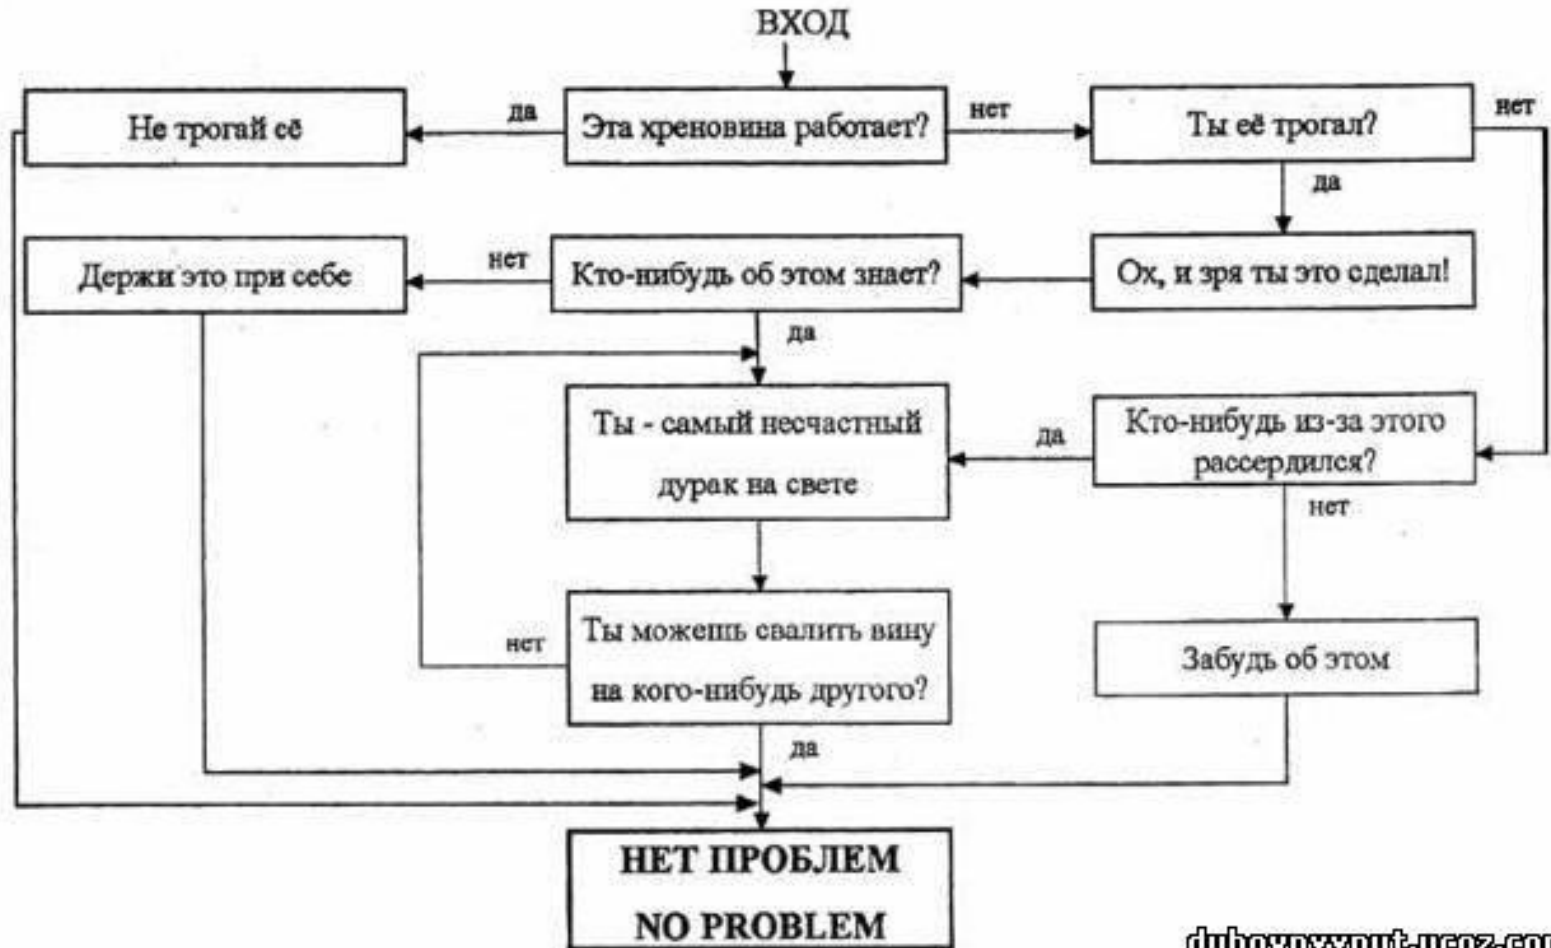 ВХОД
Не трогай её
да
Эта хреновина работает?
нет
Ты её трогал?
нет
да
Держи это при себе
нет
Кто-нибудь об этом знает?
Ох, и зря ты это сделал!
да
Ты - самый несчастный
дурак на свете
да
Кто-нибудь из-за этого
рассердился?
нет
Ты можешь свалить вину
на кого-нибудь другого?
нет
Забудь об этом
да
НЕТ ПРОБЛЕМ
NO PROBLEM